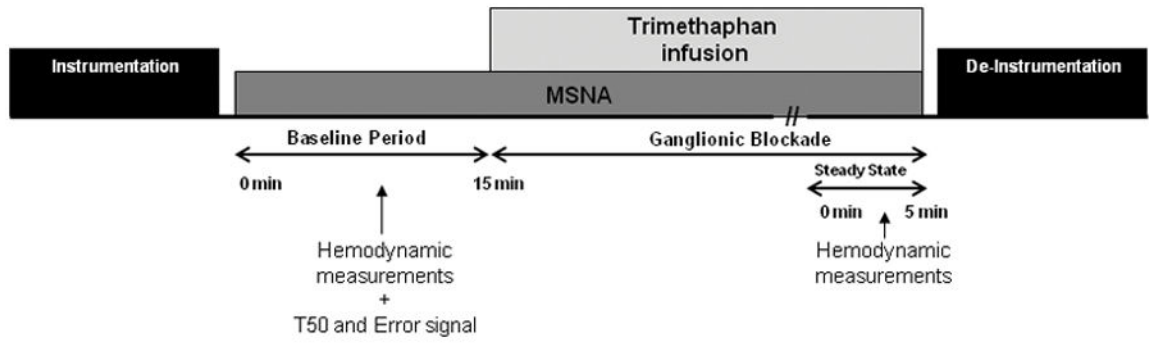 Trimethaphan
infusion
Instrumentation
De-Instrumentation
MSNA
//
Baseline Period
Ganglionic Blockade
Steady State
0 min
15 min
0 min
5 min
Hemodynamic
measurements
+
T50 and Error signal
Hemodynamic
measurements